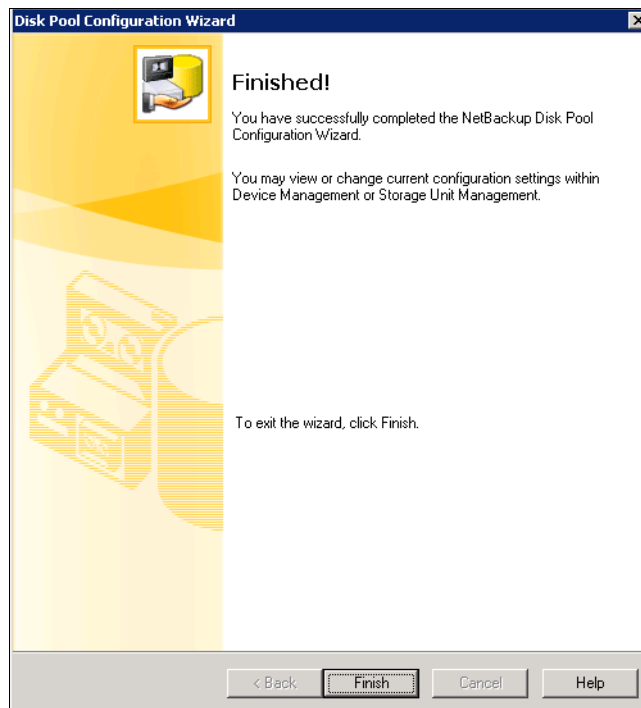 Disk Pool Configuration Wizard
Finished!
You have successfully completed the NetBackup Disk Pool
Configuration Wizard.
You may view or change current configuration settings within
Device Management or Storage Unit Management.
To exit the wizard, click Finish.
< Back
Finish
Cancel
Help